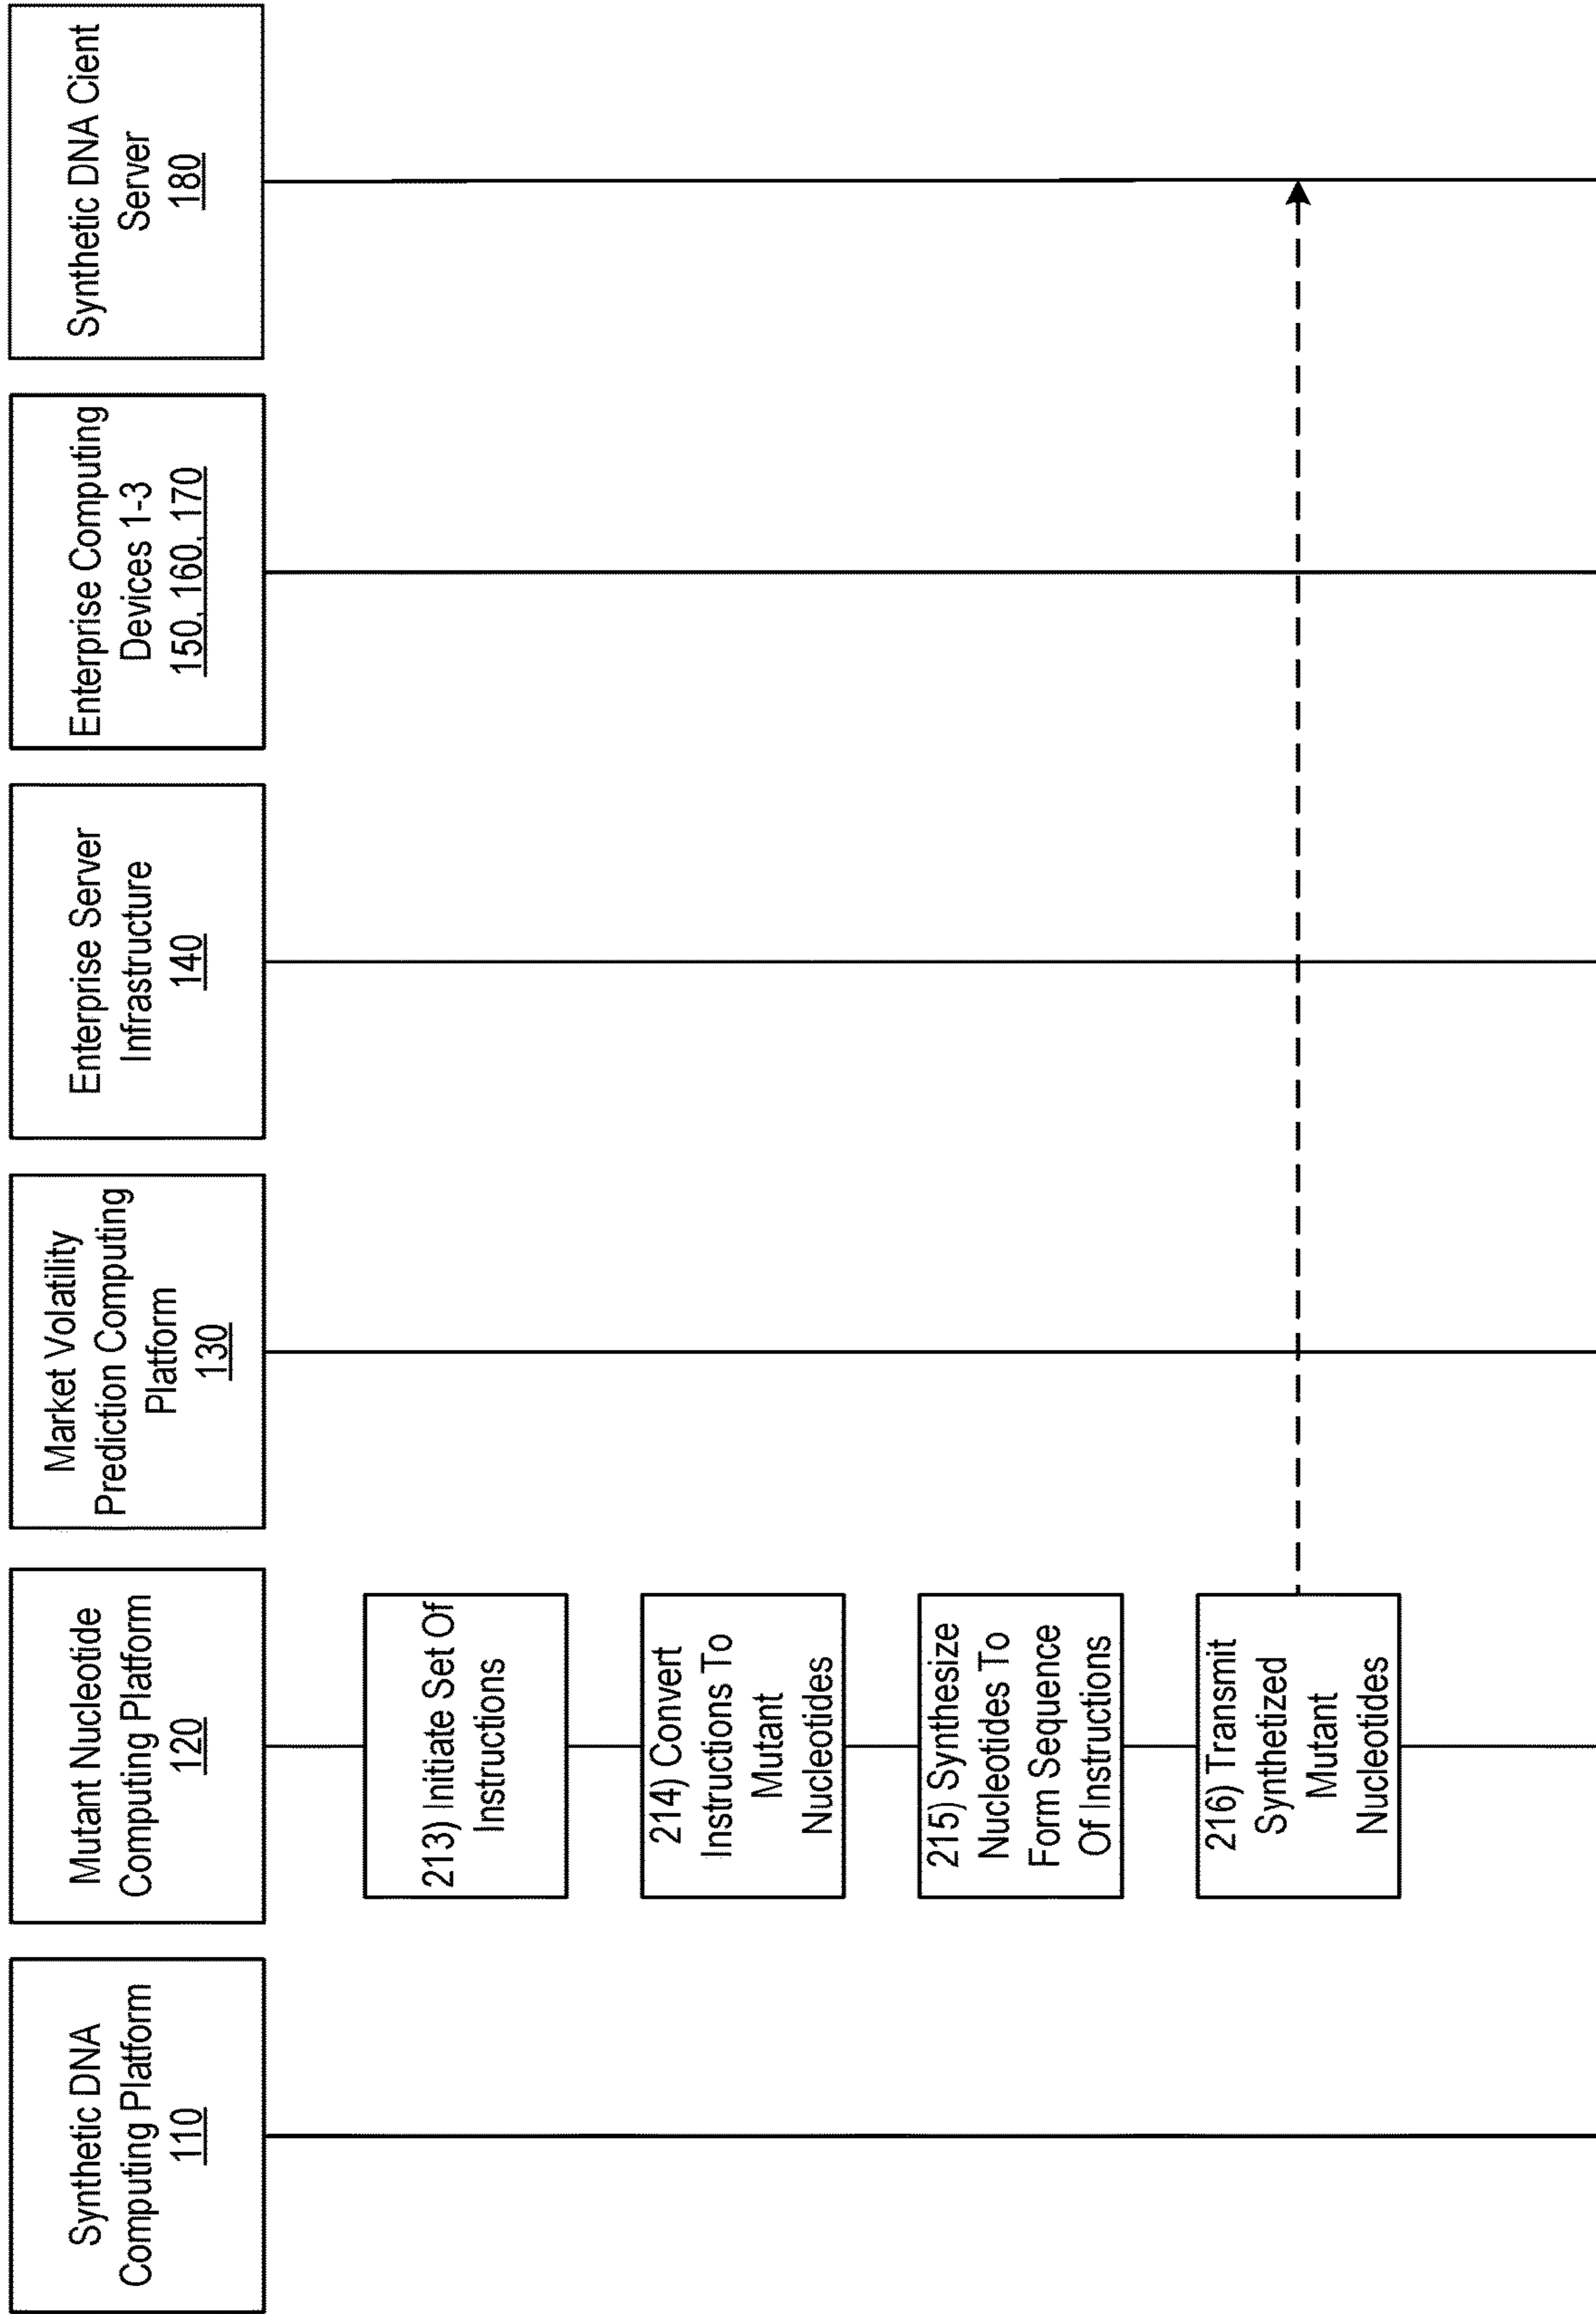 Synthetic DNA
Computing Platform
110
Mutant Nucleotide
Computing Platform
120
Market Volatility
Prediction Computing
Platform
130
Enterprise Server
Infrastructure
140
Enterprise Computing
Devices 1-3
150, 160, 170
Synthetic DNA Cient
Server
180
213) Initiate Set Of
Instructions
214) Convert
Instructions To
Mutant
Nucleotides
215) Synthesize
Nucleotides To
Form Sequence
Of Instructions
216) Transmit
Synthetized
Mutant
Nucleotides